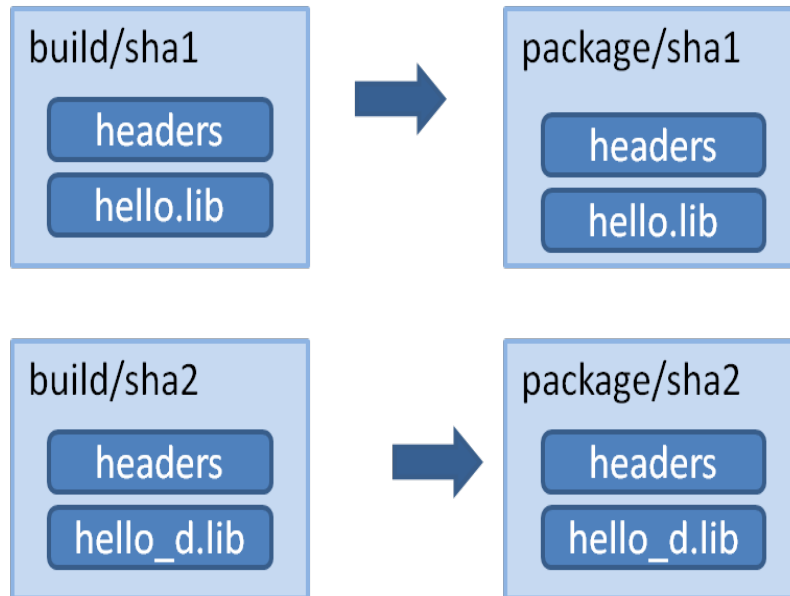 build/sha1
headers
hello.lib
package/sha1
headers
hello.lib
build/sha2
headers
hello_d.lib
package/sha2
headers
hello_d.lib